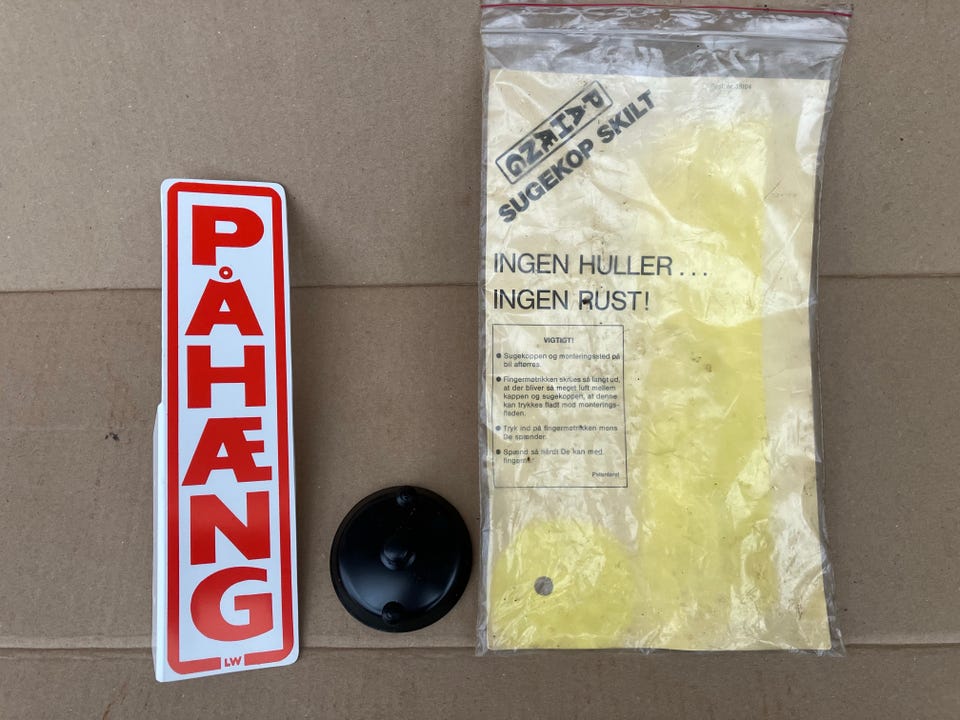 PÅHÆNG
LW
PÅHÆNG
SUGEKOP SKILT
INGEN HULLER...
INGEN RUST!
VIGTIGT!
● Sugekoppen og monteringssted på
bil aftørres.
● Fingermøtrikken skrues så langt ud,
at der bliver så meget luft mellem
kappen og sugekoppen, at denne
kan trykkes fladt mod monterings-
fladen.
● Tryk ind på fingermøtrikken mens
De spænder.
● Spænd så hårdt De kan med
fingrene.
Patenteret